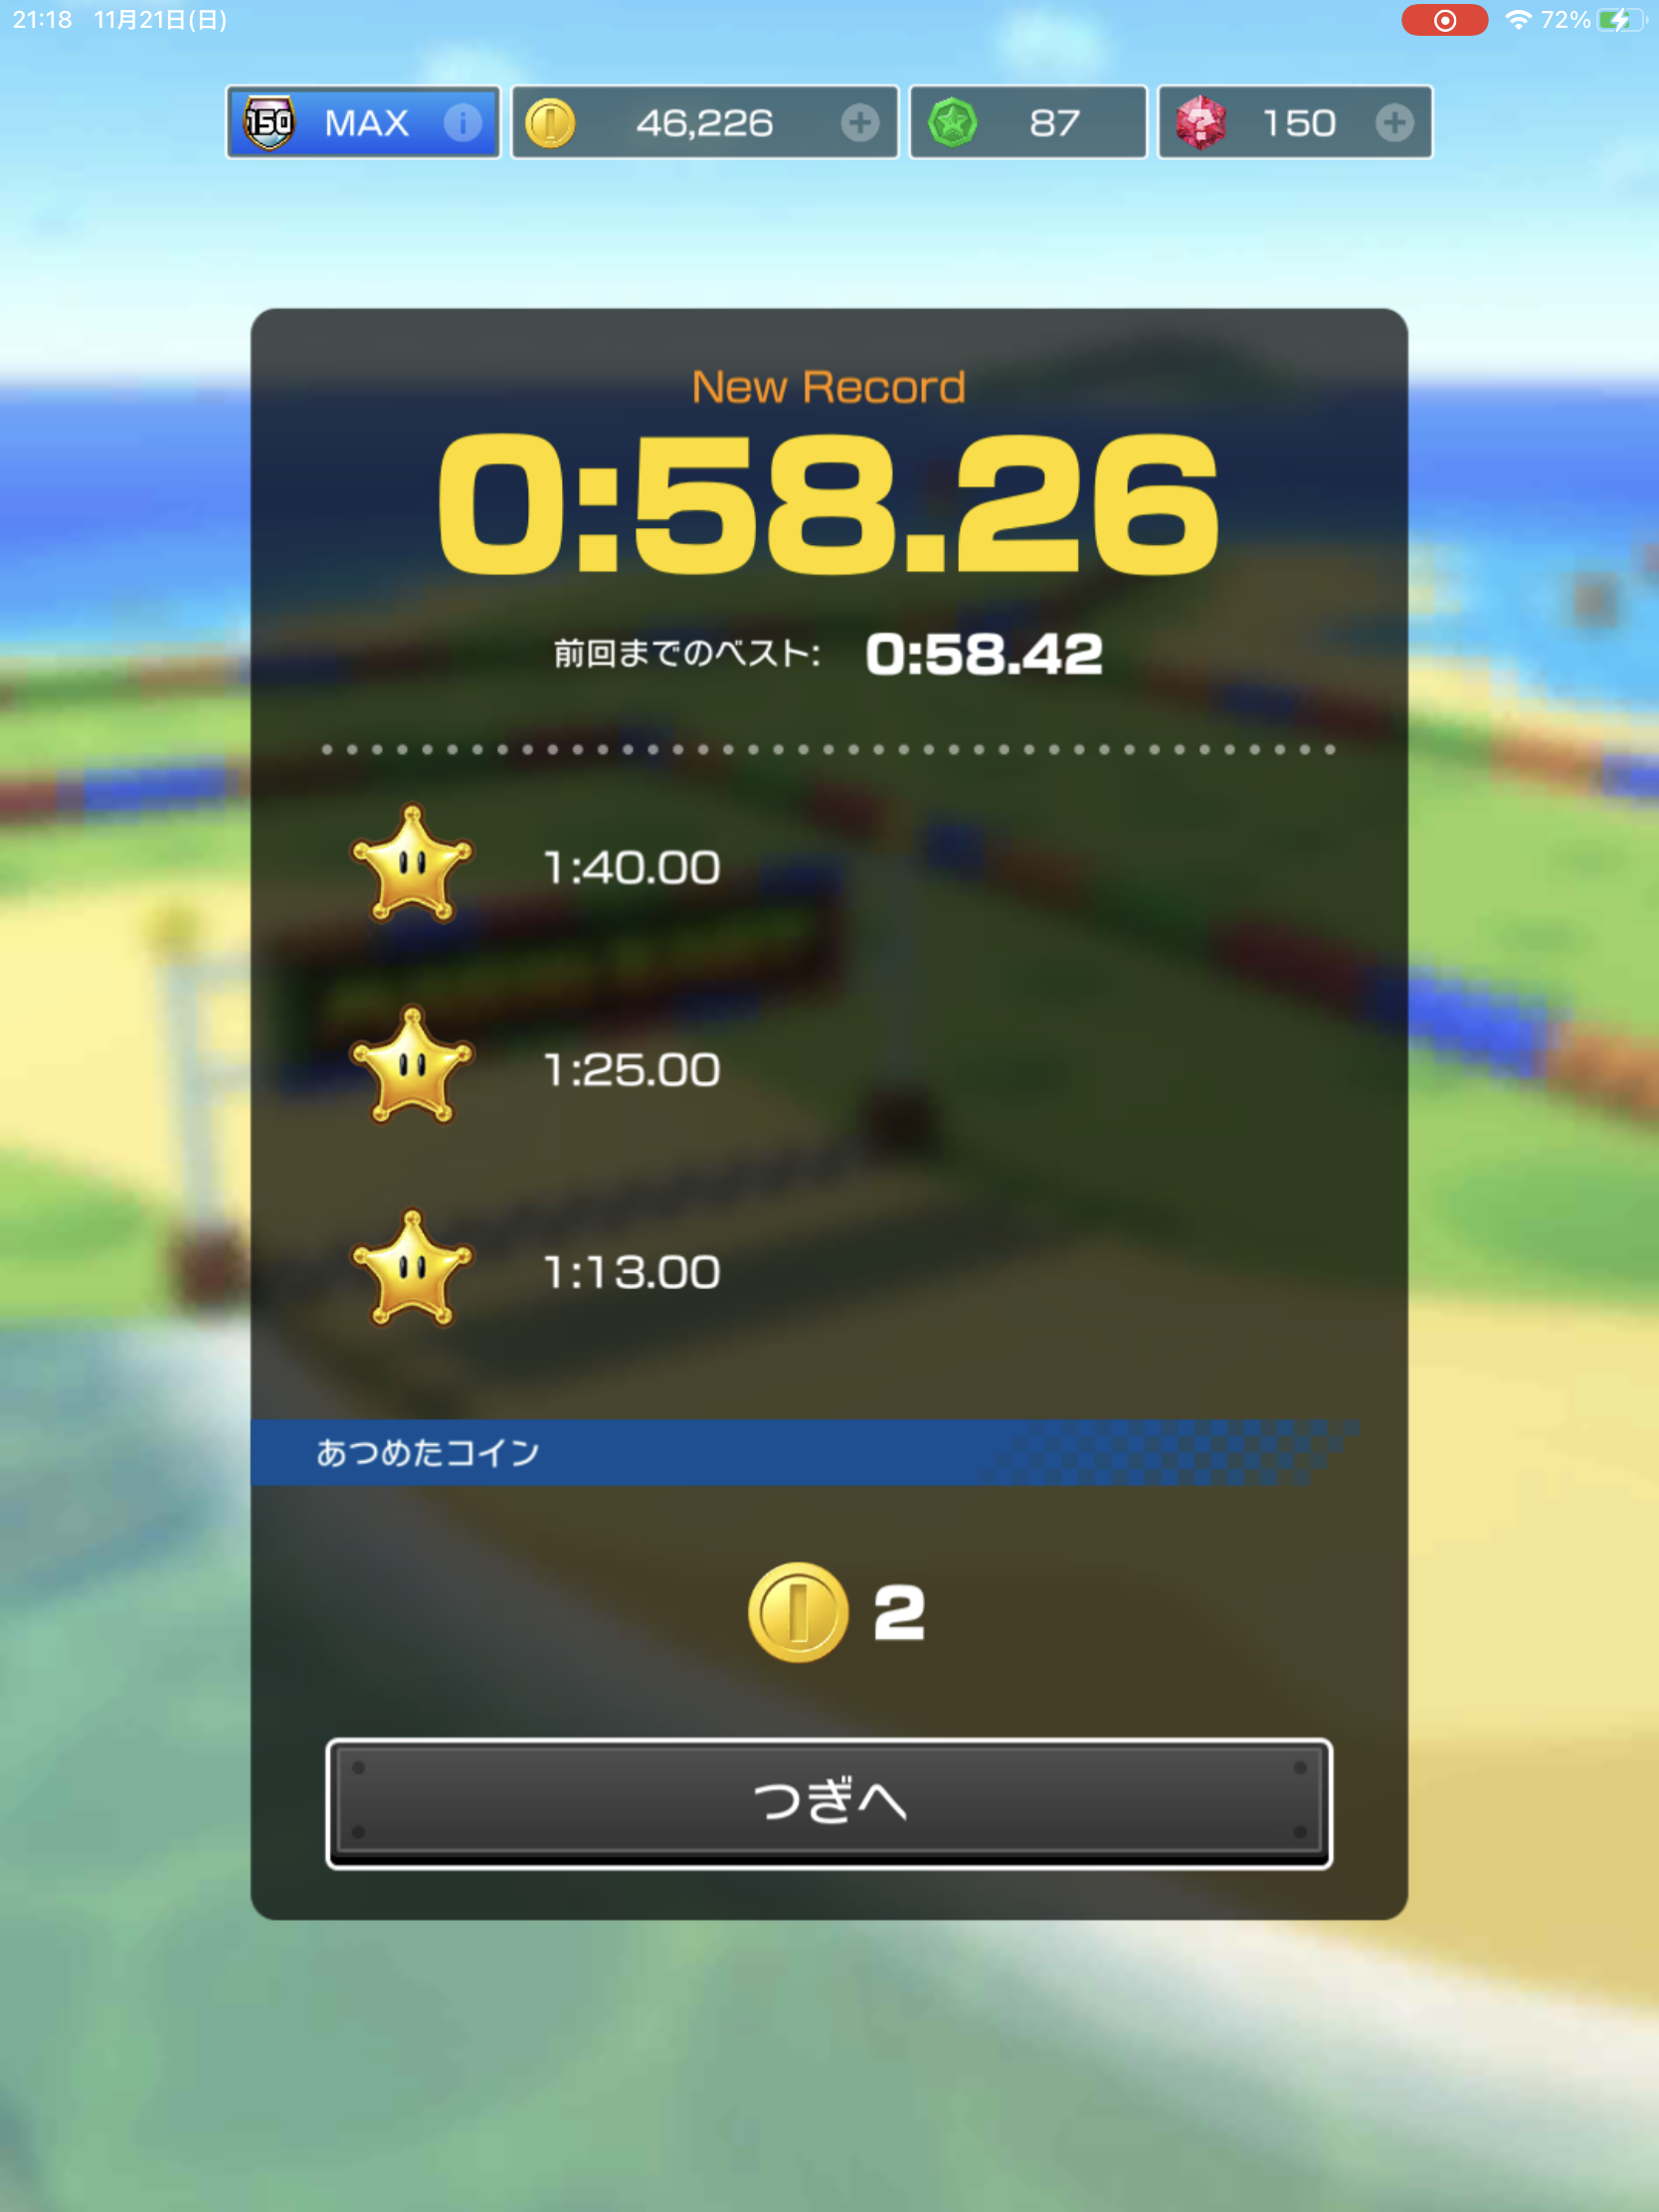 21:18 11月21日(日) 72%
150 MAX i 46,226 + 87 ? 150 +
New Record
0:58.26
前回までのベスト: 0:58.42
1:40.00
1:25.00
1:13.00
あつめたコイン
2
つぎへ